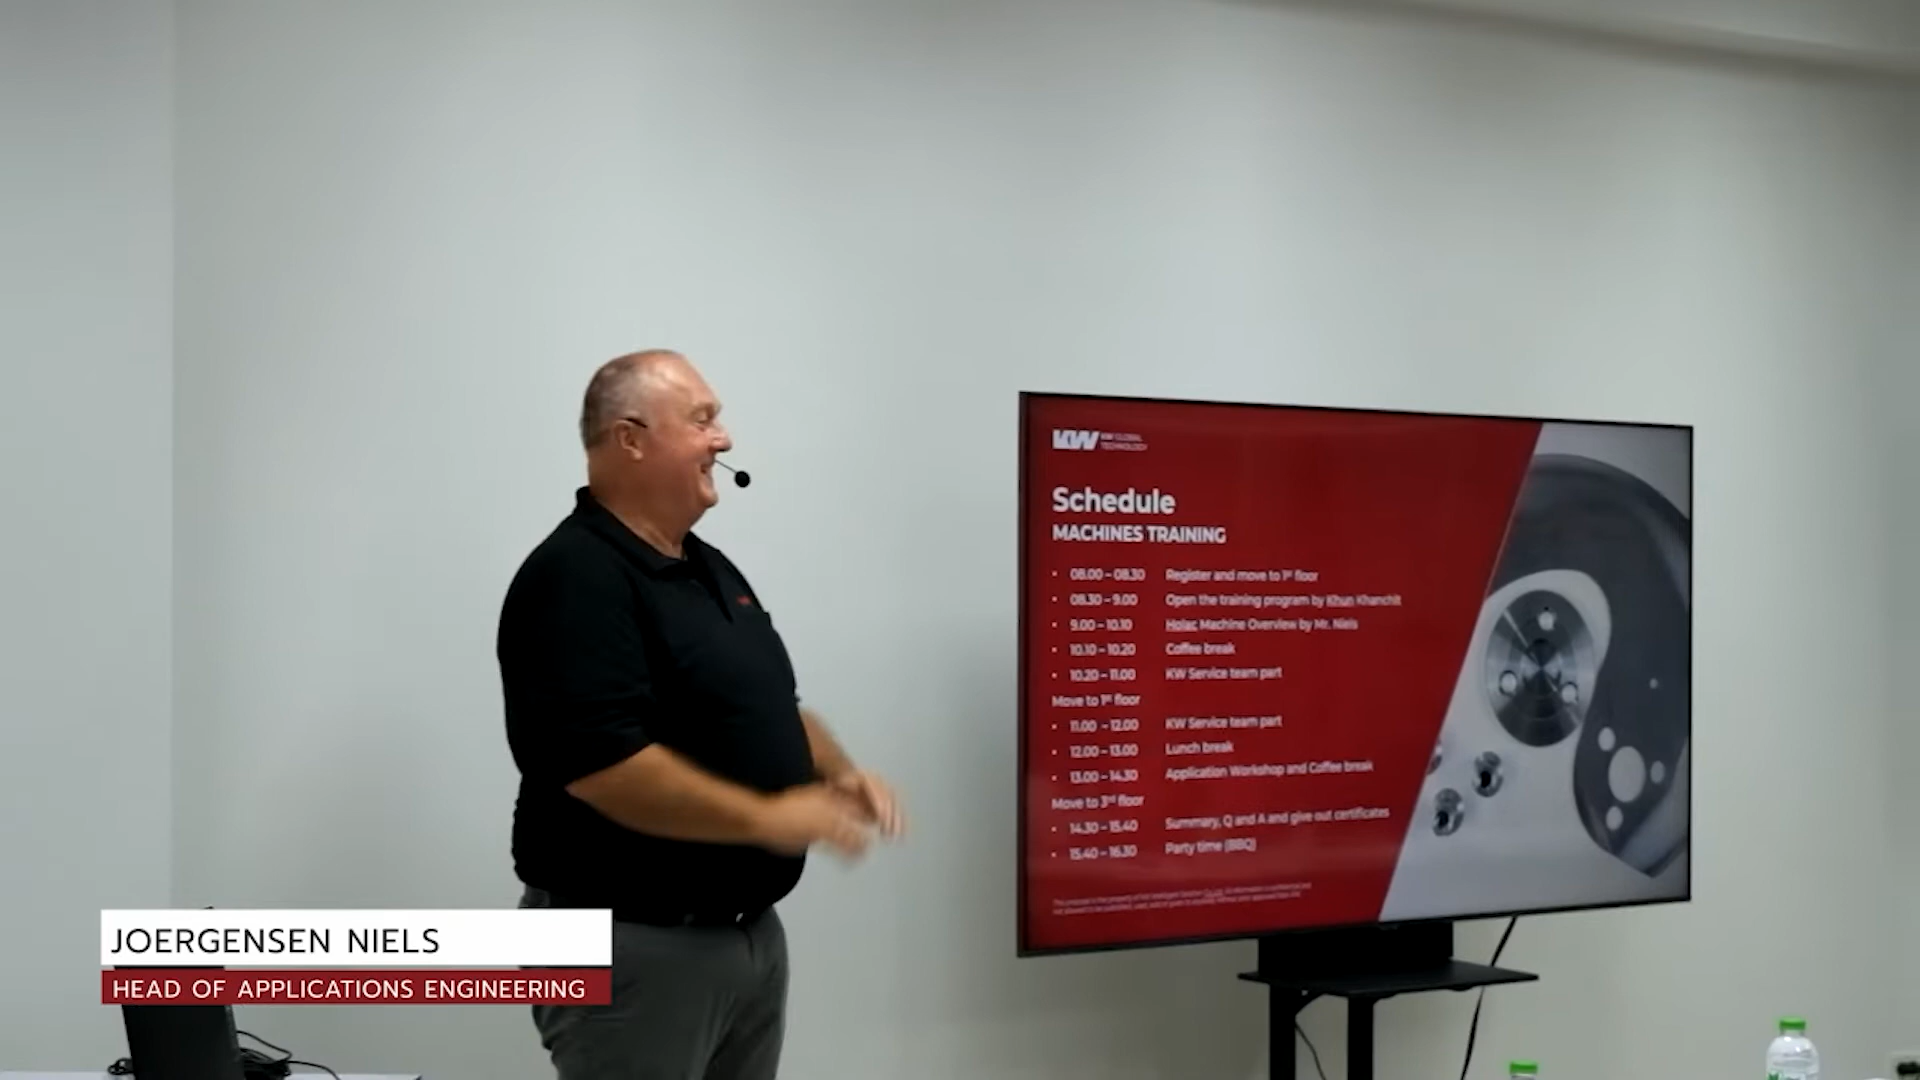 KW KW GLOBAL
TECHNOLOGY
Schedule
MACHINES TRAINING
• 08.00 – 08.30 Register and move to 1st floor
• 08.30 – 9.00 Open the training program by Khun Khanchit
• 9.00 – 10.10 Holac Machine Overview by Mr. Niels
• 10.10 – 10.20 Coffee break
• 10.20 – 11.00 KW Service team part
Move to 1st floor
• 11.00 – 12.00 KW Service team part
• 12.00 – 13.00 Lunch break
• 13.00 – 14.30 Application Workshop and Coffee break
Move to 3rd floor
• 14.30 – 15.40 Summary, Q and A and give out certificates
• 15.40 – 16.30 Party time (BBQ)
JOERGENSEN NIELS
HEAD OF APPLICATIONS ENGINEERING